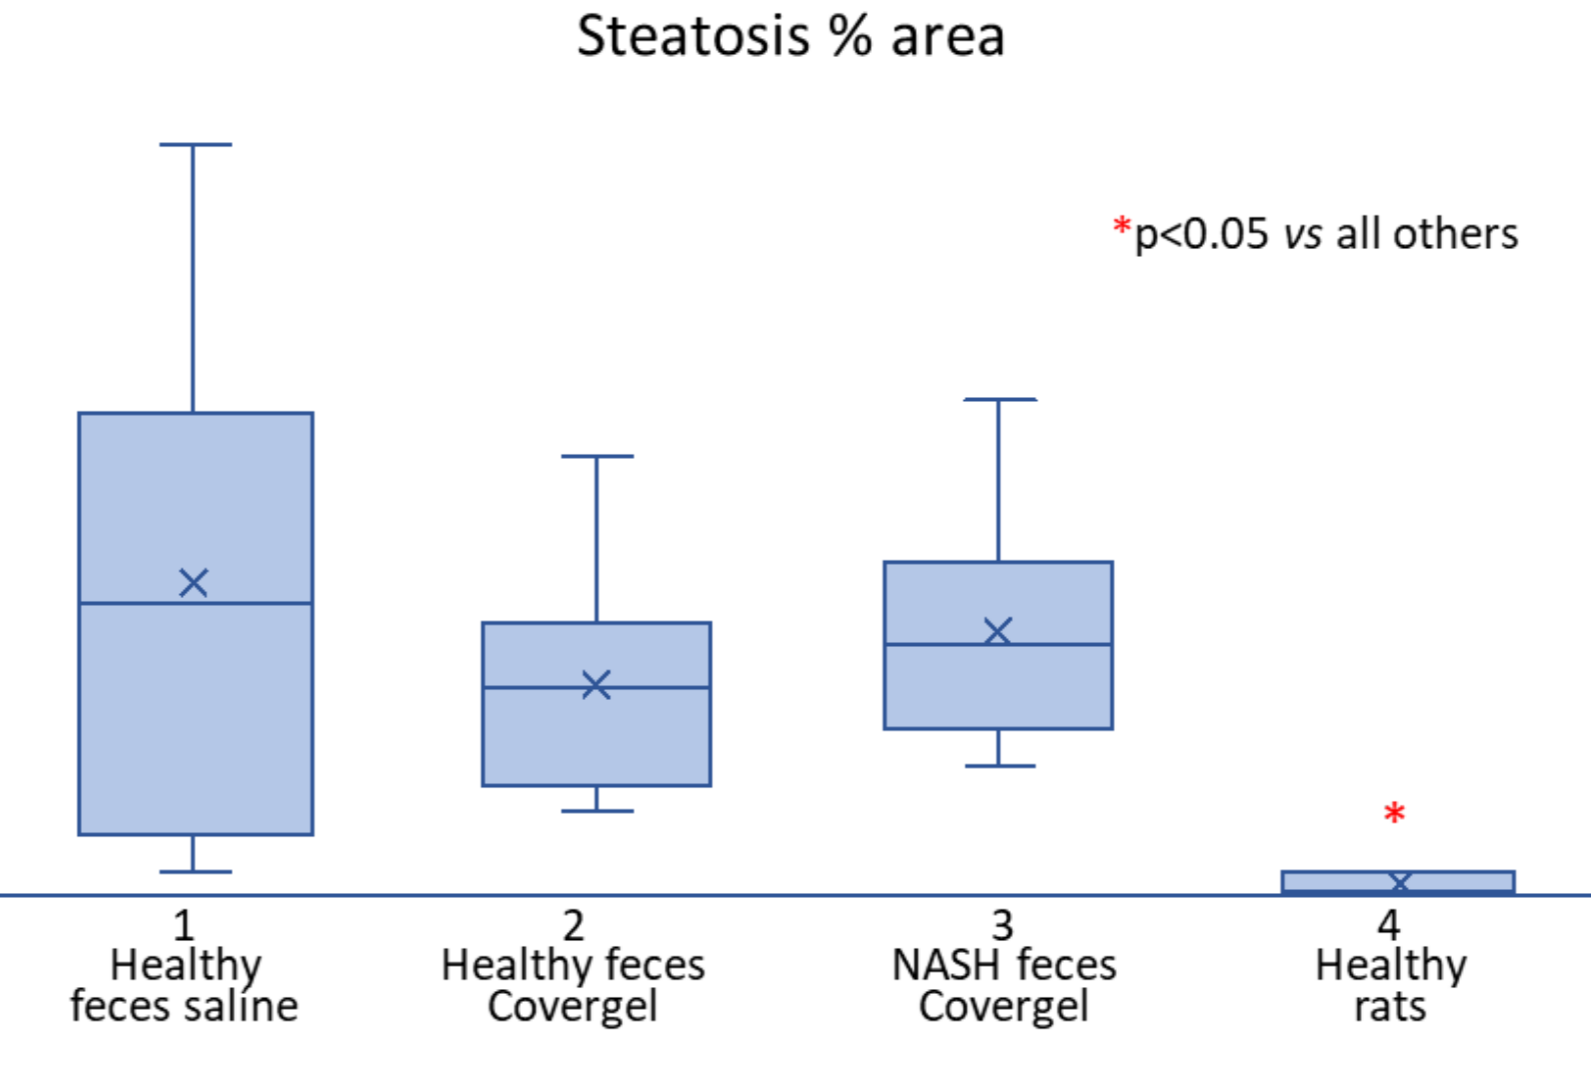 Steatosis % area
*p<0.05 vs all others
*
1
Healthy
feces saline
2
Healthy feces
Covergel
3
NASH feces
Covergel
4
Healthy
rats